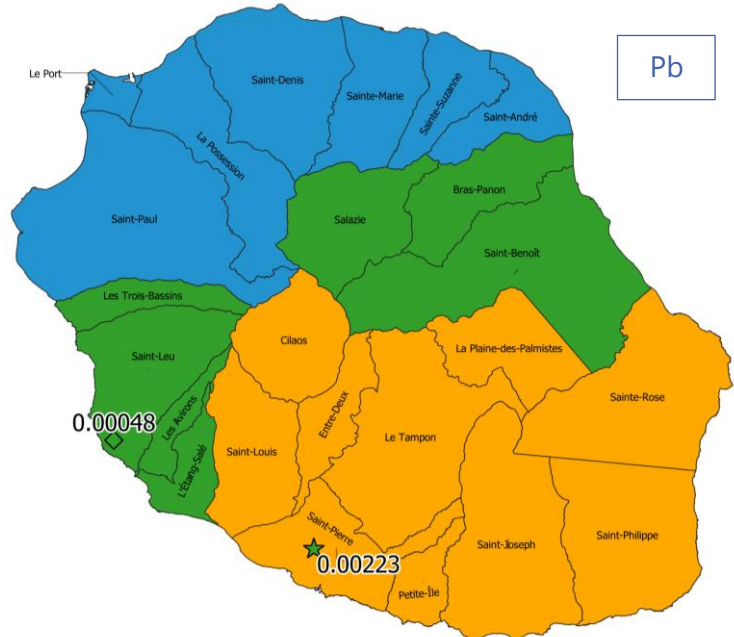 Pb
Le Port
Saint-Denis
Sainte-Marie
Sainte-Suzanne
Saint-André
La Possession
Saint-Paul
Salazie
Bras-Panon
Saint-Benoît
Les Trois-Bassins
Saint-Leu
Cilaos
La Plaine-des-Palmistes
Sainte-Rose
Les Avirons
Entre-Deux
0.00048
Le Tampon
Saint-Louis
L'Étang-Salé
Saint-Pierre
Saint-Joseph
Saint-Philippe
0.00223
Petite-Île